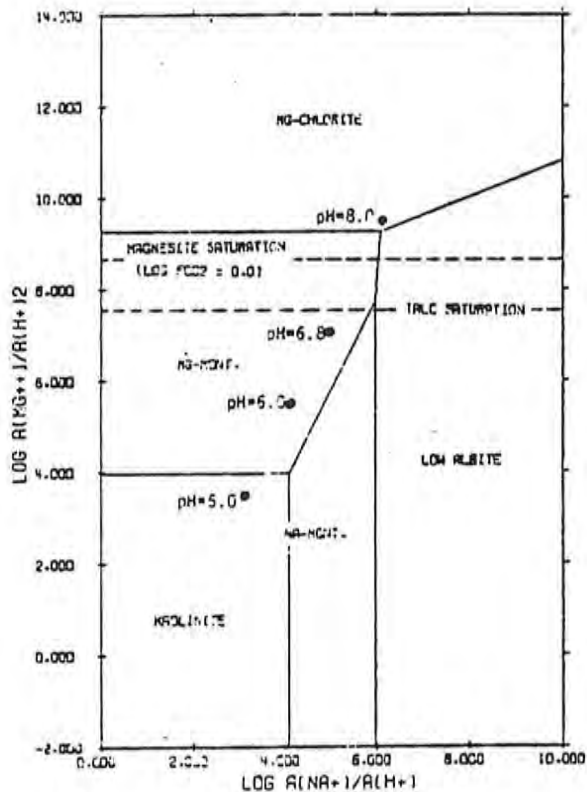 14.000
12.000
10.000
8.000
6.000
4.000
2.000
0.000
-2.000
LOG A(MG++)/A(H+)2
MG-CHLORITE
pH=8.0
MAGNESITE SATURATION
(LOG FCO2 = 0.0)
TALC SATURATION
pH=6.8
MG-MONT.
pH=6.0
LOW ALBITE
pH=5.0
NA-MONT.
KAOLINITE
0.000
2.000
4.000
6.000
8.000
10.000
LOG A(NA+)/A(H+)